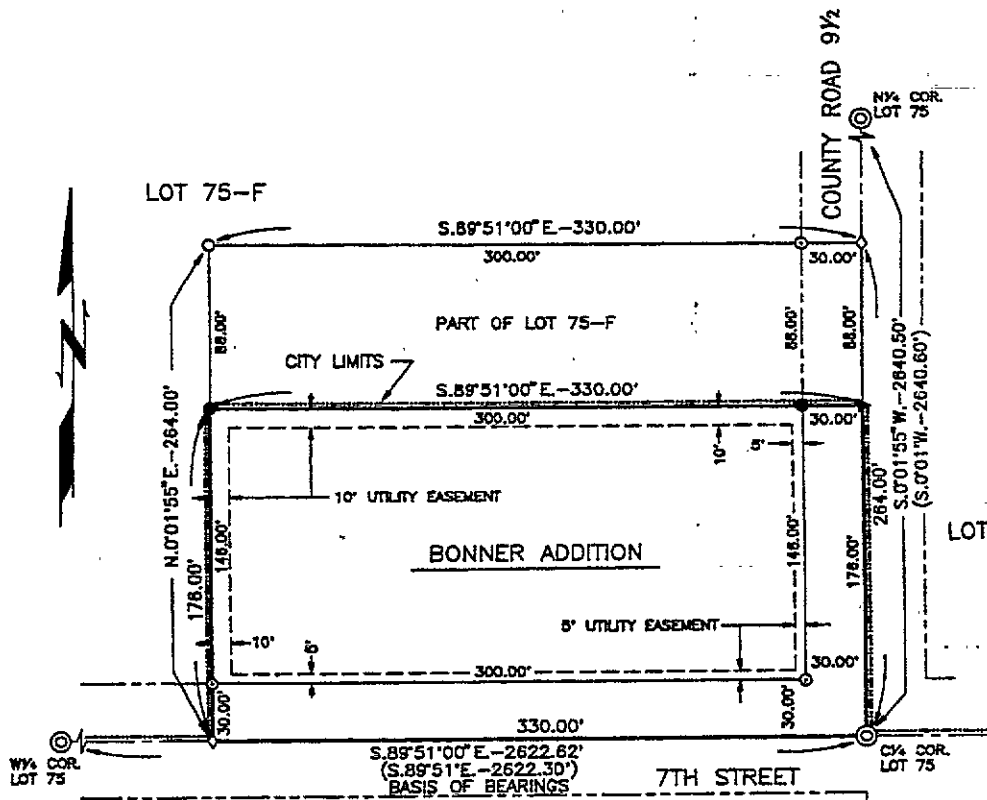 COUNTY ROAD 9½
N¼ COR.
LOT 75
LOT 75-F
S.89°51'00"E.-330.00'
300.00'
30.00'
N
88.00'
88.00'
88.00'
PART OF LOT 75-F
CITY LIMITS
S.89°51'00"E.-330.00'
300.00'
30.00'
N.0°01'55"E.-264.00'
176.00'
146.00'
10'
5'
10' UTILITY EASEMENT
BONNER ADDITION
146.00'
176.00'
264.00'
S.0°01'55"W.-2640.50'
(S.0°01'W.-2640.60')
LOT
10'
5'
5' UTILITY EASEMENT
300.00'
30.00'
30.00'
30.00'
330.00'
W¼ COR.
LOT 75
S.89°51'00"E.-2622.62'
(S.89°51'E.-2622.30')
BASIS OF BEARINGS
7TH STREET
C¼ COR.
LOT 75